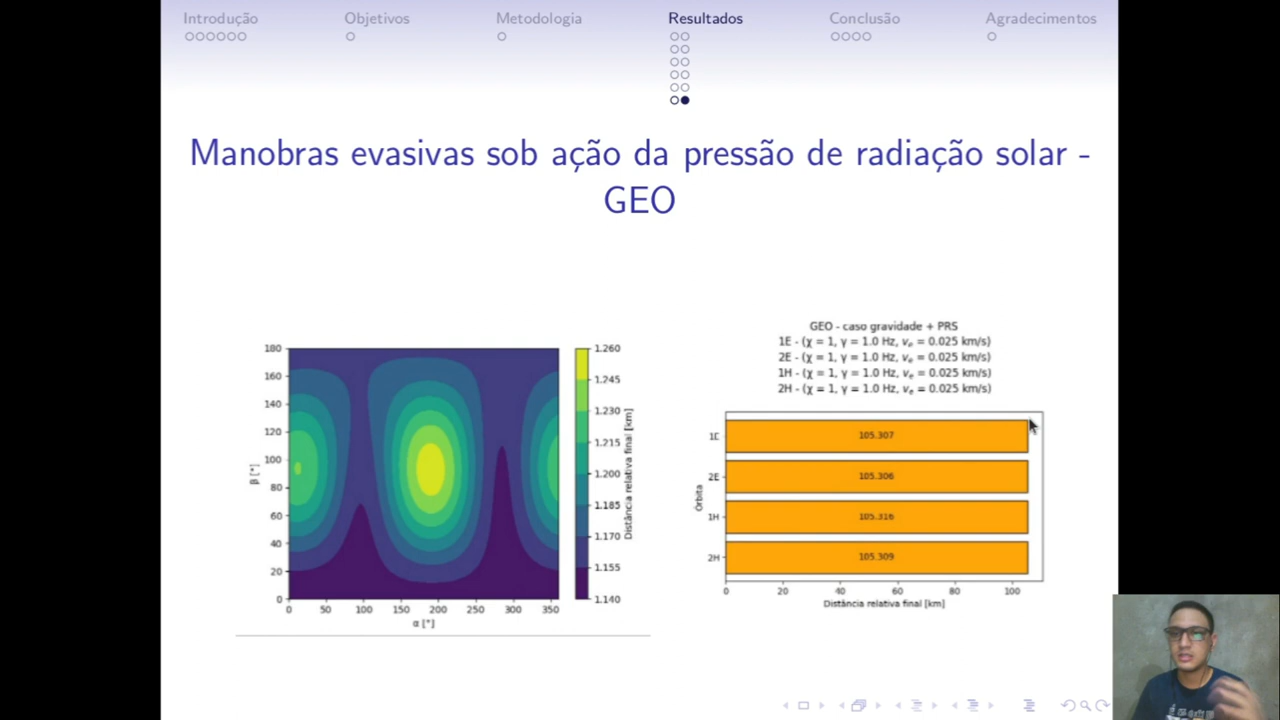 Introdução Objetivos Metodologia Resultados Conclusão Agradecimentos
Manobras evasivas sob ação da pressão de radiação solar -
GEO
180
160
140
120
100
80
60
40
20
0
β [°]
0 50 100 150 200 250 300 350
α [°]
1.260
1.245
1.230
1.215
1.200
1.185
1.170
1.155
1.140
Distância relativa final [km]
GEO - caso gravidade + PRS
1E - (χ = 1, γ = 1.0 Hz, vₑ = 0.025 km/s)
2E - (χ = 1, γ = 1.0 Hz, vₑ = 0.025 km/s)
1H - (χ = 1, γ = 1.0 Hz, vₑ = 0.025 km/s)
2H - (χ = 1, γ = 1.0 Hz, vₑ = 0.025 km/s)
Órbita
1E 105.307
2E 105.306
1H 105.316
2H 105.309
0 20 40 60 80 100
Distância relativa final [km]